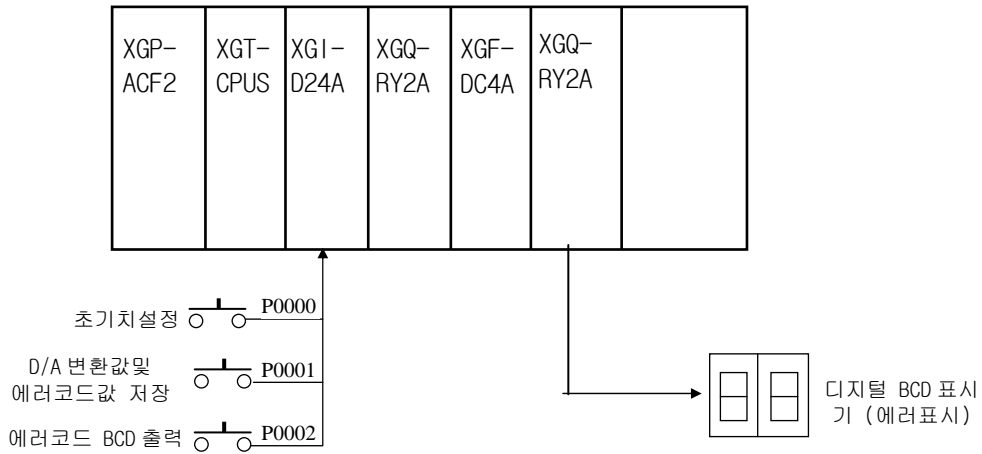 XGP-
ACF2
XGT-
CPUS
XGI-
D24A
XGQ-
RY2A
XGF-
DC4A
XGQ-
RY2A
초기치설정
P0000
D/A 변환값및
에러코드값 저장
P0001
에러코드 BCD 출력
P0002
디지털 BCD 표시
기 (에러표시)